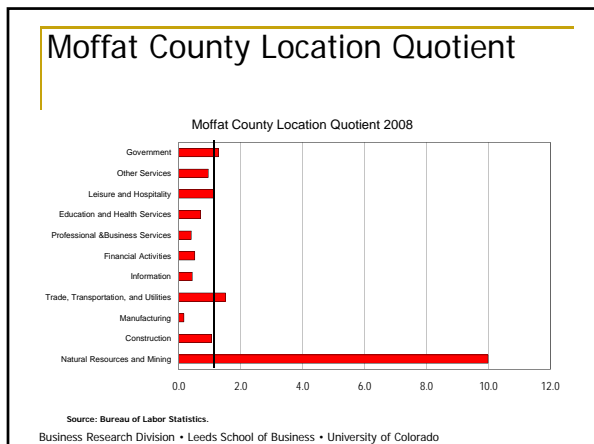 Moffat County Location Quotient
Moffat County Location Quotient 2008
Government
Other Services
Leisure and Hospitality
Education and Health Services
Professional &Business Services
Financial Activities
Information
Trade, Transportation, and Utilities
Manufacturing
Construction
Natural Resources and Mining
0.0 2.0 4.0 6.0 8.0 10.0 12.0
Source: Bureau of Labor Statistics.
Business Research Division • Leeds School of Business • University of Colorado